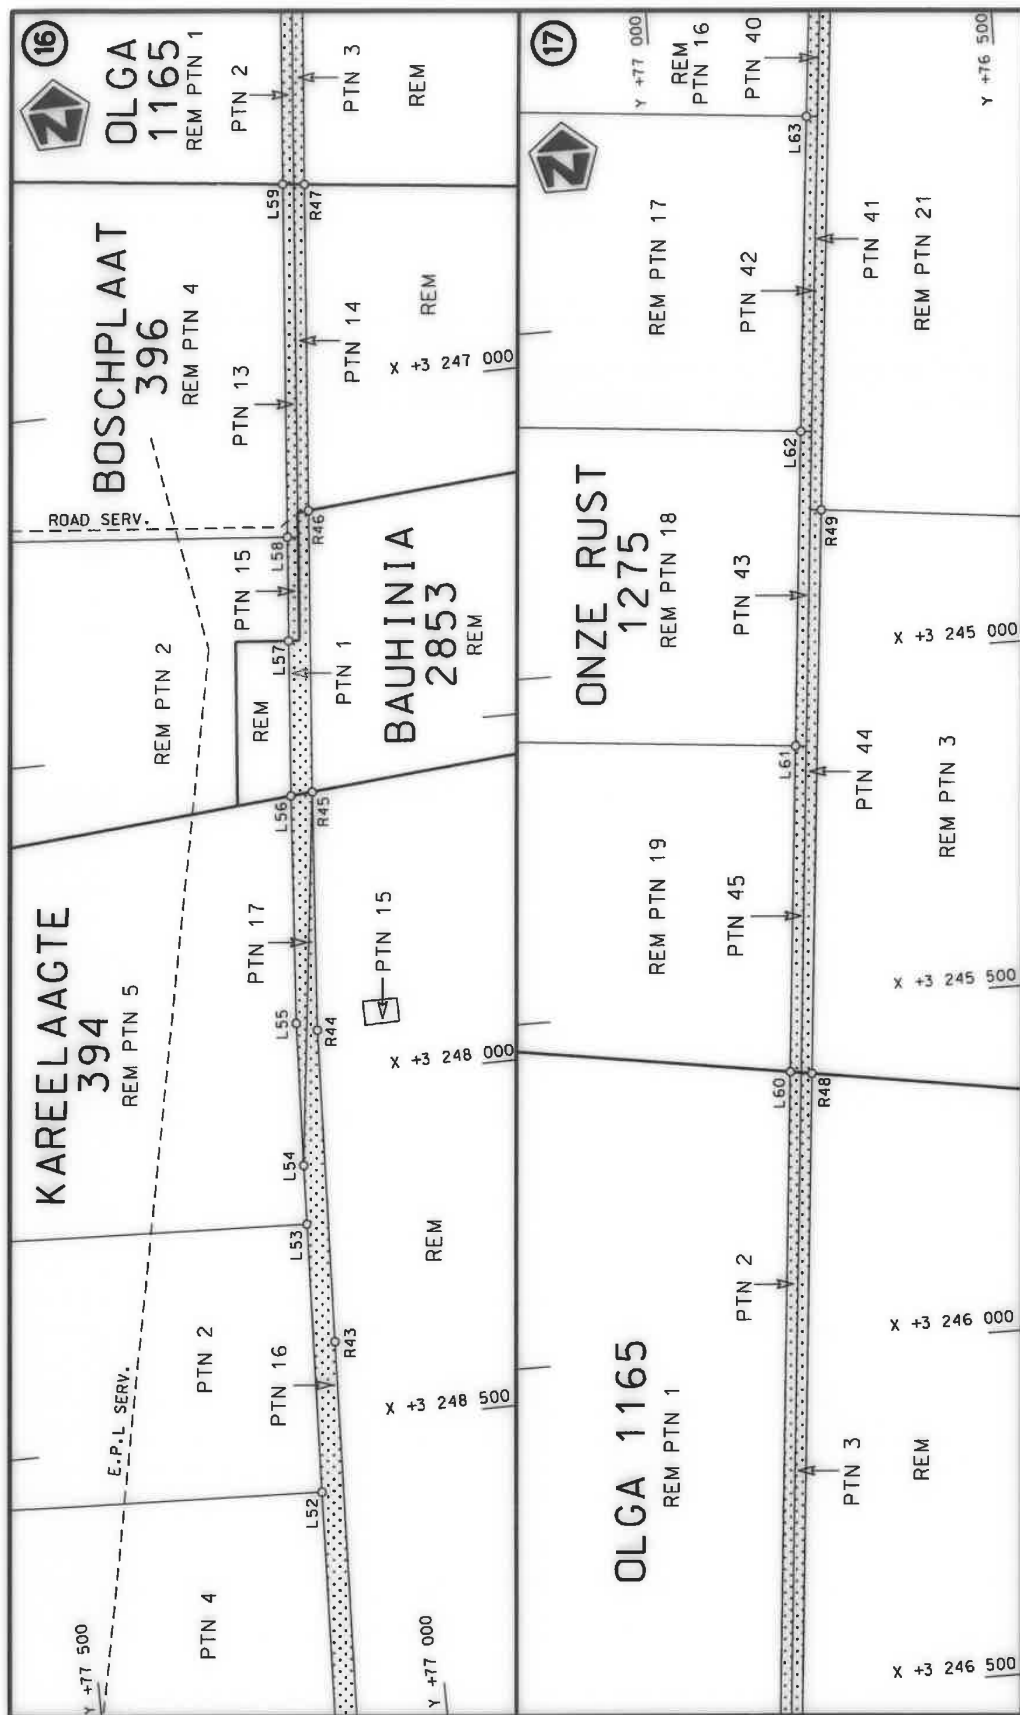 16
OLGA
1165
REM PTN 1
PTN 2
PTN 3
REM
L59
R47
BOSCHPLAAT
396
REM PTN 4
PTN 13
PTN 14
REM
X +3 247 000
ROAD SERV.
L58
R46
PTN 15
REM PTN 2
L57
REM
PTN 1
BAUHINIA
2853
REM
L56
R45
KAREELAAGTE
394
REM PTN 5
PTN 17
PTN 15
L55
R44
X +3 248 000
L54
L53
REM
PTN 2
PTN 16
R43
E.P.L SERV.
X +3 248 500
L52
PTN 4
Y +77 500
Y +77 000
17
Y +77 000
REM
PTN 16
PTN 40
Y +76 500
L63
REM PTN 17
PTN 42
PTN 41
REM PTN 21
L62
ONZE RUST
1275
REM PTN 18
PTN 43
R49
X +3 245 000
L61
PTN 44
REM PTN 3
REM PTN 19
PTN 45
X +3 245 500
L60
R48
PTN 2
X +3 246 000
OLGA 1165
REM PTN 1
PTN 3
REM
X +3 246 500
N
N